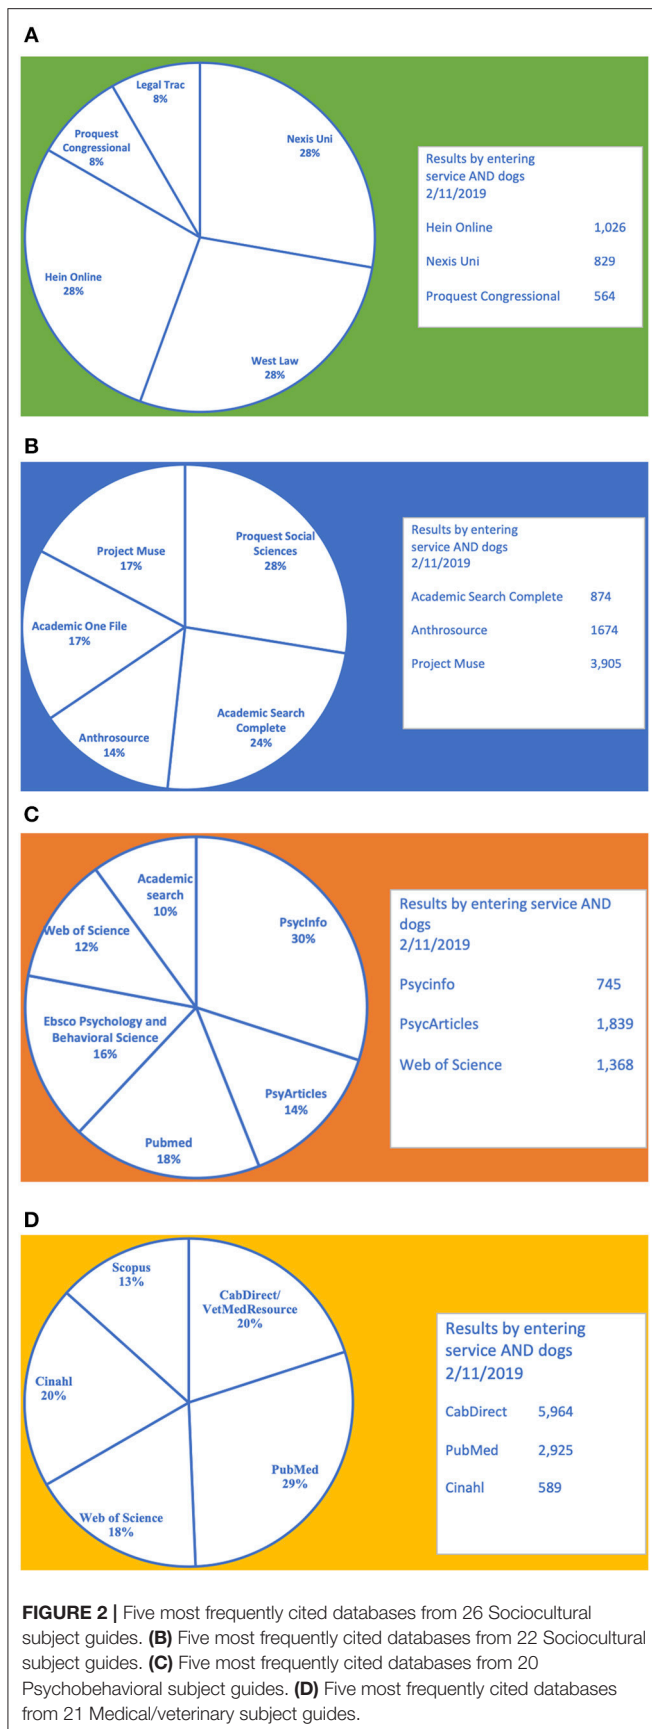 A
Legal Trac
8%
Proquest
Congressional
8%
Nexis Uni
28%
Hein Online
28%
West Law
28%
Results by entering
service AND dogs
2/11/2019
Hein Online 1,026
Nexis Uni 829
Proquest Congressional 564
B
Project Muse
17%
Proquest Social
Sciences
28%
Academic One File
17%
Anthrosource
14%
Academic Search
Complete
24%
Results by entering
service AND dogs
2/11/2019
Academic Search Complete 874
Anthrosource 1674
Project Muse 3,905
C
Academic
search
10%
PsycInfo
30%
Web of Science
12%
Ebsco Psychology and
Behavioral Science
16%
PsyArticles
14%
Pubmed
18%
Results by entering service AND
dogs
2/11/2019
Psycinfo 745
PsycArticles 1,839
Web of Science 1,368
D
Scopus
13%
CabDirect/
VetMedResource
20%
Cinahl
20%
PubMed
29%
Web of Science
18%
Results by entering
service AND dogs
2/11/2019
CabDirect 5,964
PubMed 2,925
Cinahl 589
FIGURE 2 | Five most frequently cited databases from 26 Sociocultural
subject guides. (B) Five most frequently cited databases from 22 Sociocultural
subject guides. (C) Five most frequently cited databases from 20
Psychobehavioral subject guides. (D) Five most frequently cited databases
from 21 Medical/veterinary subject guides.